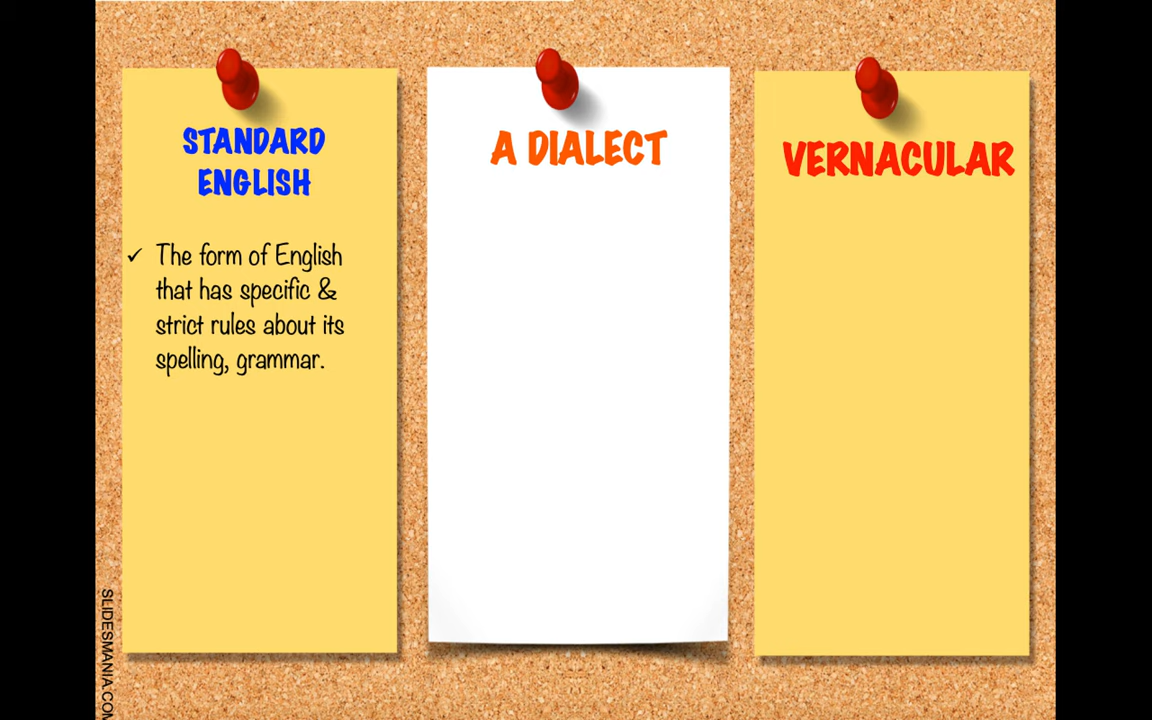 STANDARD
ENGLISH
✓ The form of English
that has specific &
strict rules about its
spelling, grammar.
A DIALECT
VERNACULAR
SLIDESMANIA.COM